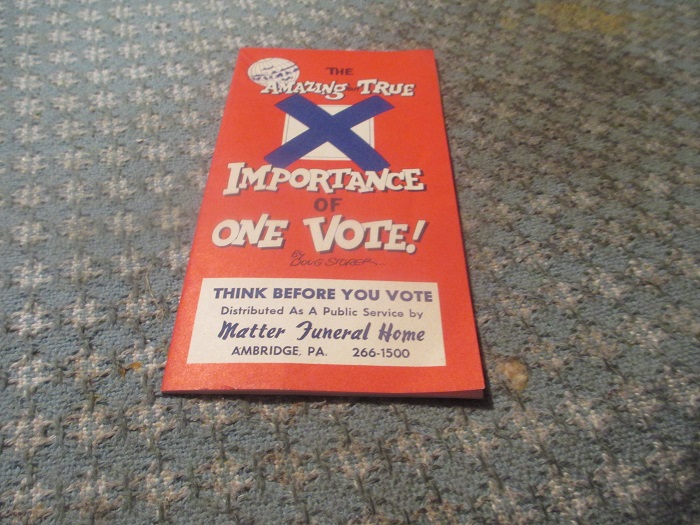 THE
AMAZING BUT TRUE
IMPORTANCE
OF
ONE VOTE!
BY
DOUG STORER
THINK BEFORE YOU VOTE
Distributed As A Public Service by
Matter Funeral Home
AMBRIDGE, PA. 266-1500